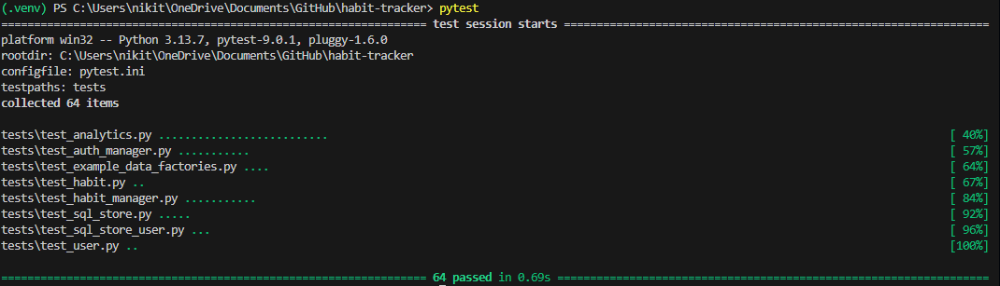 (.venv) PS C:\Users\nikit\OneDrive\Documents\GitHub\habit-tracker> pytest
================================================================ test session starts ================================================================
platform win32 -- Python 3.13.7, pytest-9.0.1, pluggy-1.6.0
rootdir: C:\Users\nikit\OneDrive\Documents\GitHub\habit-tracker
configfile: pytest.ini
testpaths: tests
collected 64 items

tests\test_analytics.py .......................... [ 40%]
tests\test_auth_manager.py ........... [ 57%]
tests\test_example_data_factories.py .... [ 64%]
tests\test_habit.py .. [ 67%]
tests\test_habit_manager.py ........... [ 84%]
tests\test_sql_store.py ..... [ 92%]
tests\test_sql_store_user.py ... [ 96%]
tests\test_user.py .. [100%]

================================================================ 64 passed in 0.69s =================================================================